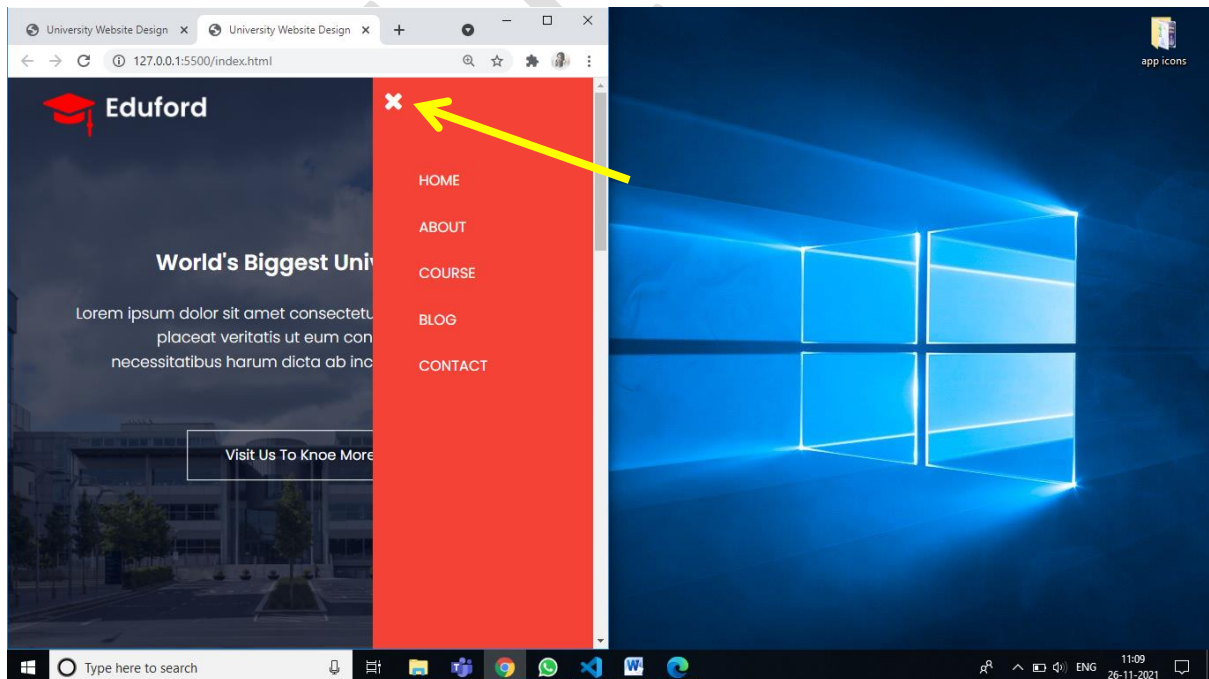 University Website Design
University Website Design
127.0.0.1:5500/index.html
app icons
Eduford
HOME
ABOUT
World's Biggest Univ
COURSE
Lorem ipsum dolor sit amet consectetu
BLOG
placeat veritatis ut eum con
necessitatibus harum dicta ab inc
CONTACT
Visit Us To Knoe More
Type here to search
ENG
11:09
26-11-2021